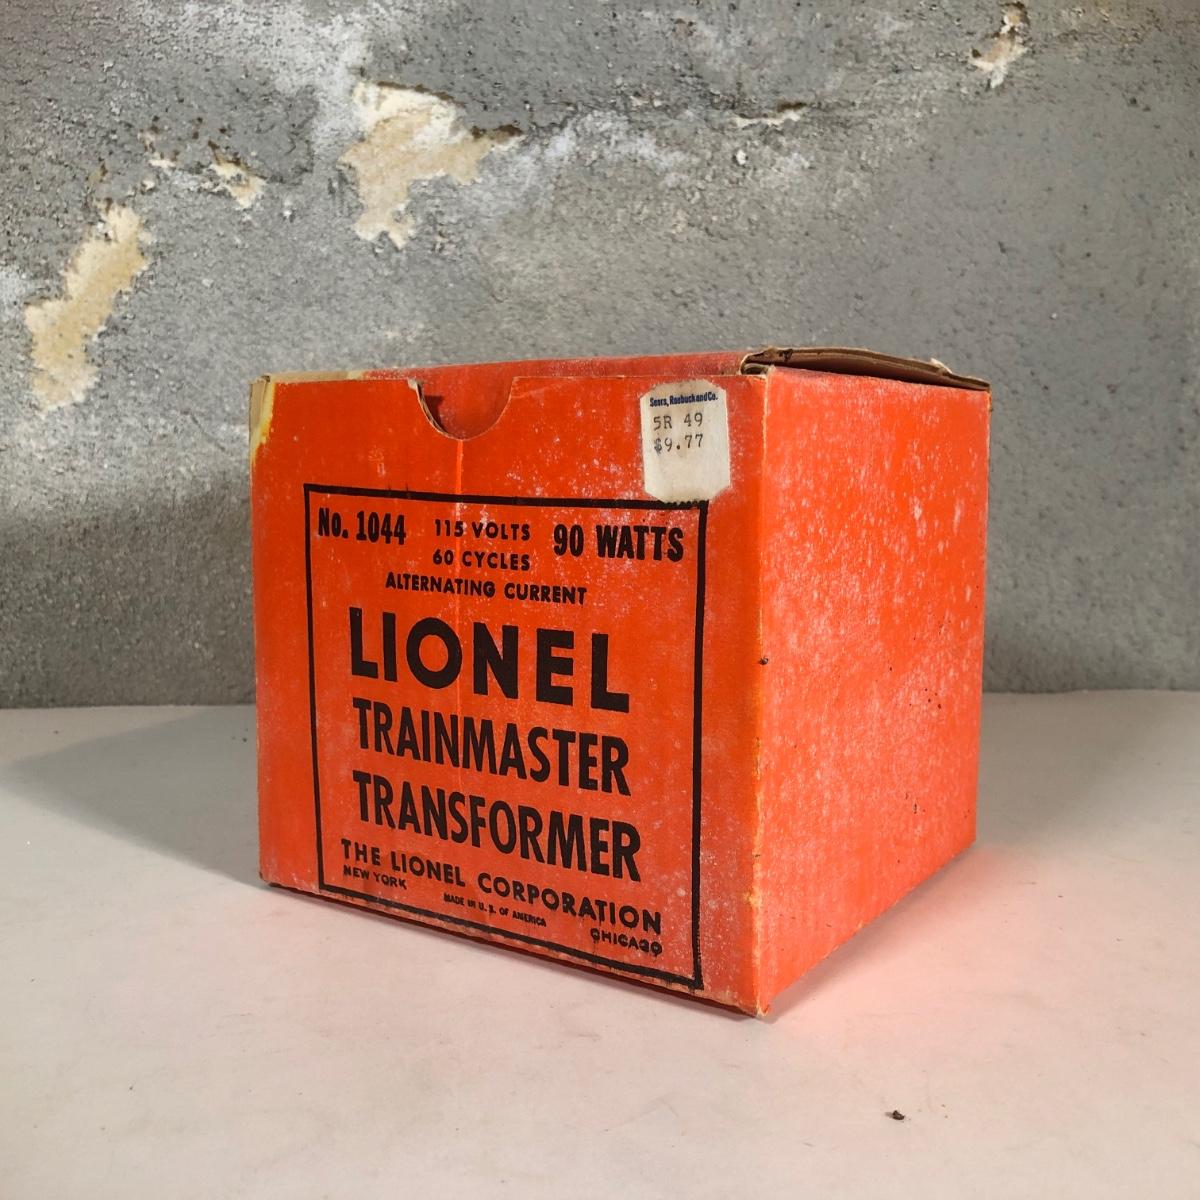 Sears, Roebuck and Co.
5R 49
$9.77
No. 1044 115 VOLTS 90 WATTS
60 CYCLES
ALTERNATING CURRENT
LIONEL
TRAINMASTER
TRANSFORMER
THE LIONEL CORPORATION
NEW YORK MADE IN U. S. OF AMERICA CHICAGO